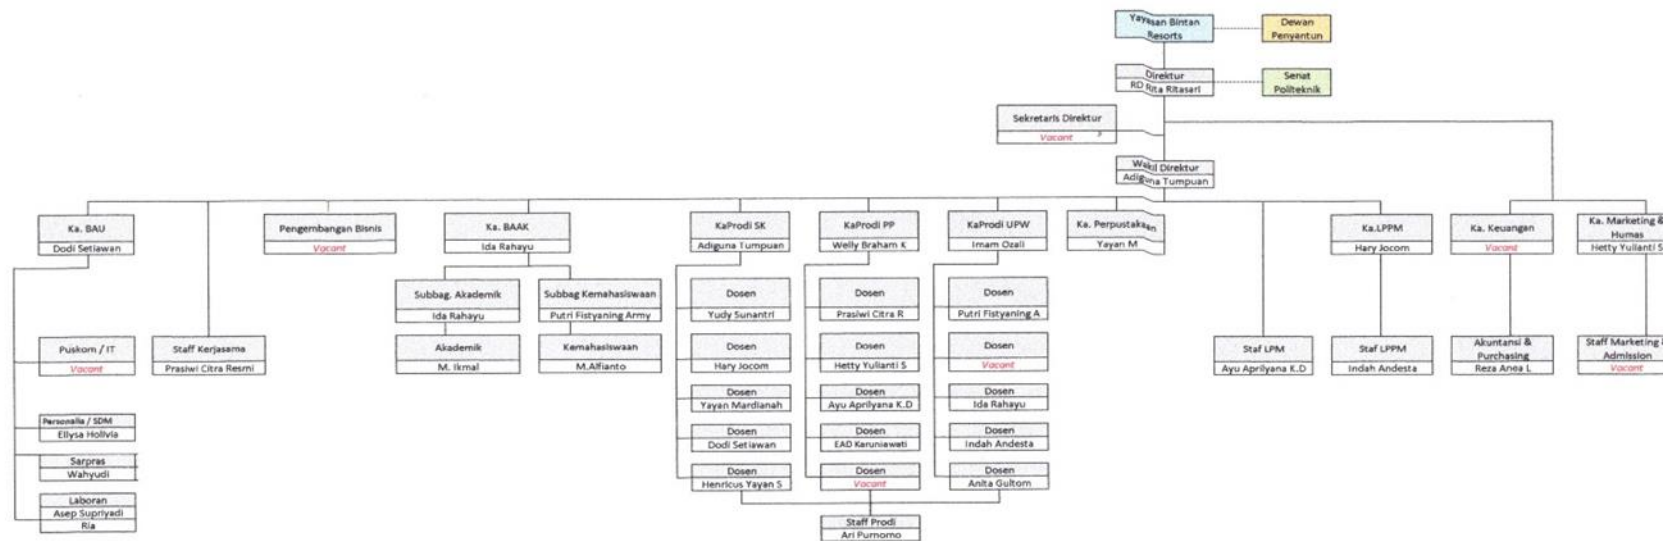 Yayasan Bintan
Resorts
Dewan
Penyantun
Direktur
RD Rita Ritasari
Senat
Politeknik
Sekretaris Direktur
Vacant
Wakil Direktur
Adiguna Tumpuan
Ka. BAU
Dodi Setiawan
Pengembangan Bisnis
Vacant
Ka. BAAK
Ida Rahayu
KaProdi SK
Adiguna Tumpuan
KaProdi PP
Welly Braham K
KaProdi UPW
Imam Ozali
Ka. Perpustakaan
Yayan M
Ka.LPPM
Hary Jocom
Ka. Keuangan
Vacant
Ka. Marketing &
Humas
Hetty Yulianti S
Subbag. Akademik
Ida Rahayu
Subbag Kemahasiswaan
Putri Fistyaning Army
Dosen
Yudy Sunantri
Dosen
Prasiwi Citra R
Dosen
Putri Fistyaning A
Puskom / IT
Vacant
Staff Kerjasama
Prasiwi Citra Resmi
Akademik
M. Ikmal
Kemahasiswaan
M.Alfianto
Dosen
Hary Jocom
Dosen
Hetty Yulianti S
Dosen
Vacant
Staf LPM
Ayu Aprilyana K.D
Staf LPPM
Indah Andesta
Akuntansi &
Purchasing
Reza Anea L
Staff Marketing &
Admission
Vacant
Dosen
Yayan Mardianah
Dosen
Ayu Aprilyana K.D
Dosen
Ida Rahayu
Personalia / SDM
Ellysa Holivia
Dosen
Dodi Setiawan
Dosen
EAD Karuniawati
Dosen
Indah Andesta
Sarpras
Wahyudi
Dosen
Henricus Yayan S
Dosen
Vacant
Dosen
Anita Gultom
Laboran
Asep Supriyadi
Ria
Staff Prodi
Ari Purnomo